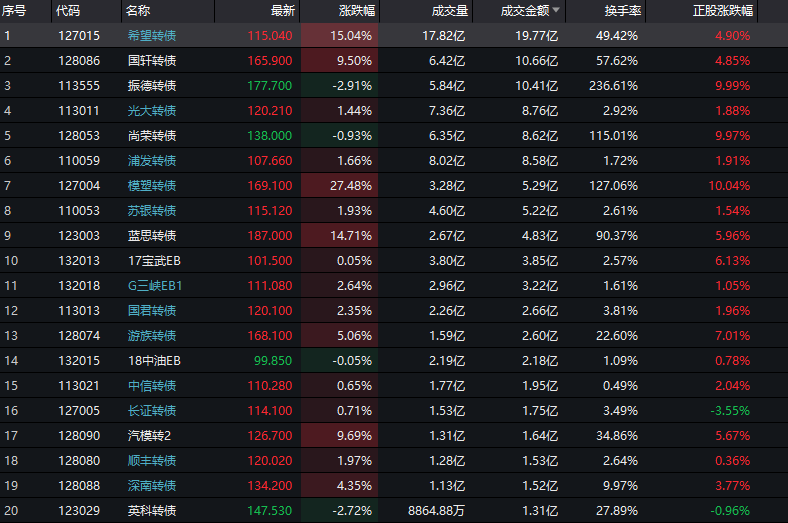 序号 代码 名称 最新 涨跌幅 成交量 成交金额 换手率 正股涨跌幅
1 127015 希望转债 115.040 15.04% 17.82亿 19.77亿 49.42% 4.90%
2 128086 国轩转债 165.900 9.50% 6.42亿 10.66亿 57.62% 4.85%
3 113555 振德转债 177.700 -2.91% 5.84亿 10.41亿 236.61% 9.99%
4 113011 光大转债 120.210 1.44% 7.36亿 8.76亿 2.92% 1.88%
5 128053 尚荣转债 138.000 -0.93% 6.35亿 8.62亿 115.01% 9.97%
6 110059 浦发转债 107.660 1.66% 8.02亿 8.58亿 1.72% 1.91%
7 127004 模塑转债 169.100 27.48% 3.28亿 5.29亿 127.06% 10.04%
8 110053 苏银转债 115.120 1.93% 4.60亿 5.22亿 2.61% 1.54%
9 123003 蓝思转债 187.000 14.71% 2.67亿 4.83亿 90.37% 5.96%
10 132013 17宝武EB 101.500 0.05% 3.80亿 3.85亿 2.57% 6.13%
11 132018 G三峡EB1 111.080 2.64% 2.96亿 3.22亿 1.61% 1.05%
12 113013 国君转债 120.100 2.35% 2.26亿 2.66亿 3.81% 1.96%
13 128074 游族转债 168.100 5.06% 1.59亿 2.60亿 22.60% 7.01%
14 132015 18中油EB 99.850 -0.05% 2.19亿 2.18亿 1.09% 0.78%
15 113021 中信转债 110.280 0.65% 1.77亿 1.95亿 0.49% 2.04%
16 127005 长证转债 114.100 0.71% 1.53亿 1.75亿 3.49% -3.55%
17 128090 汽模转2 126.700 9.69% 1.31亿 1.64亿 34.86% 5.67%
18 128080 顺丰转债 120.020 1.97% 1.28亿 1.53亿 2.64% 0.36%
19 128088 深南转债 134.200 4.35% 1.13亿 1.52亿 9.97% 3.77%
20 123029 英科转债 147.530 -2.72% 8864.88万 1.31亿 27.89% -0.96%